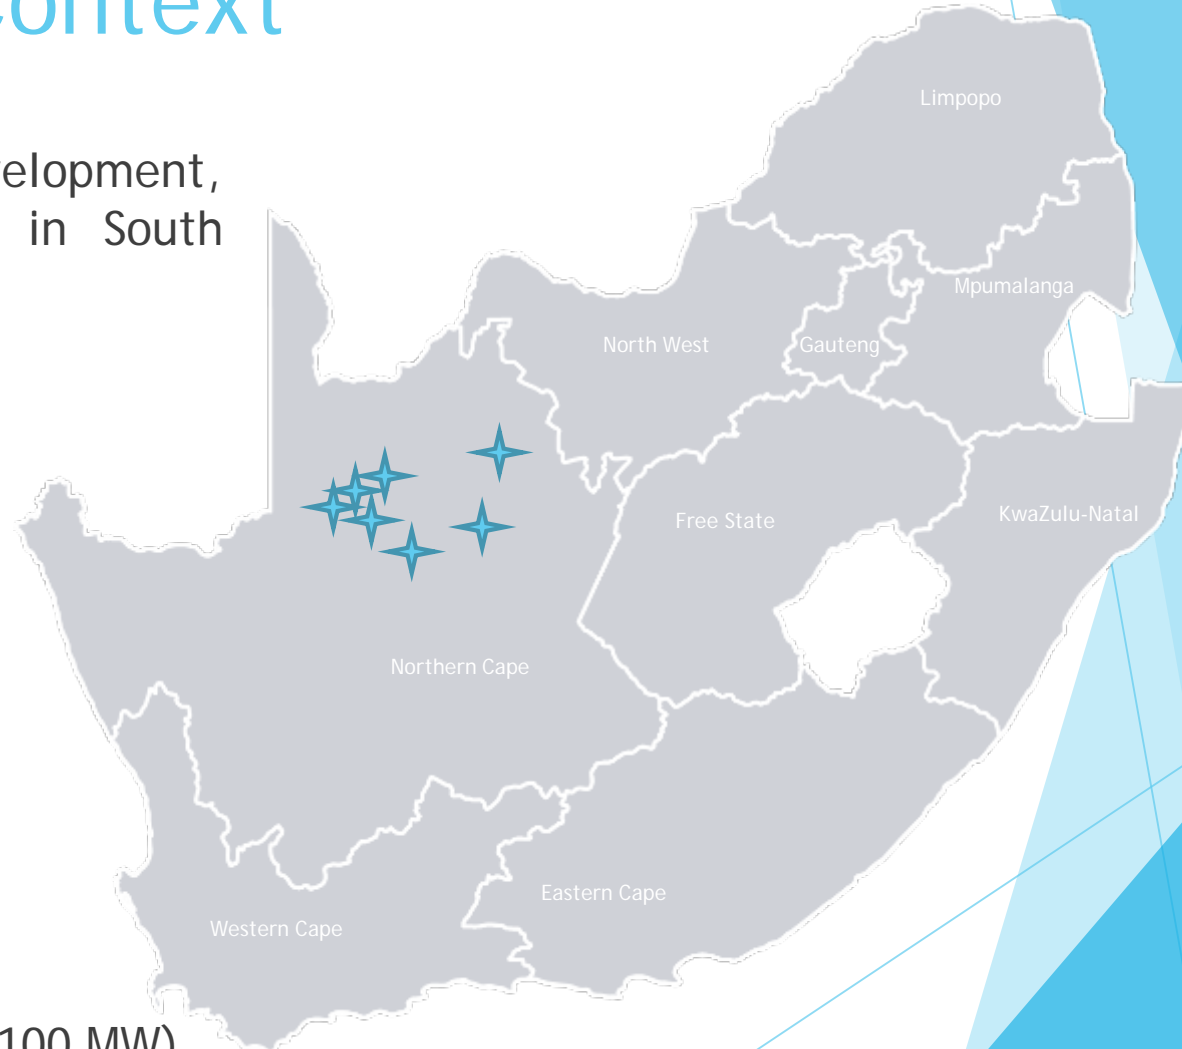 ontext
elopment,
in South
Limpopo
Mpumalanga
North West
Gauteng
Free State
KwaZulu-Natal
Northern Cape
Eastern Cape
Western Cape
100 MW)